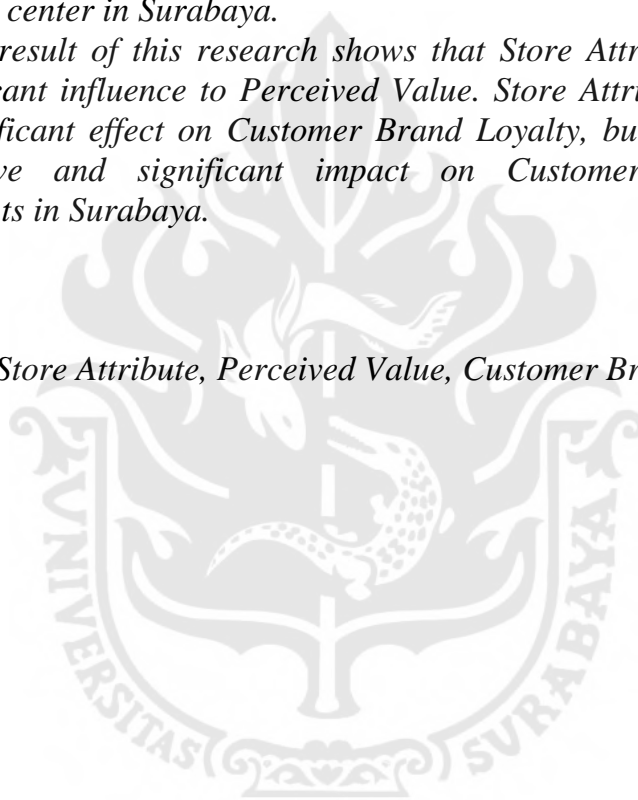 center in Surabaya.
result of this research shows that Store Attr
cant influence to Perceived Value. Store Attri
ficant effect on Customer Brand Loyalty, bu
ve and significant impact on Customer
ts in Surabaya.
Store Attribute, Perceived Value, Customer Br
UNIVERSITAS SURABAYA